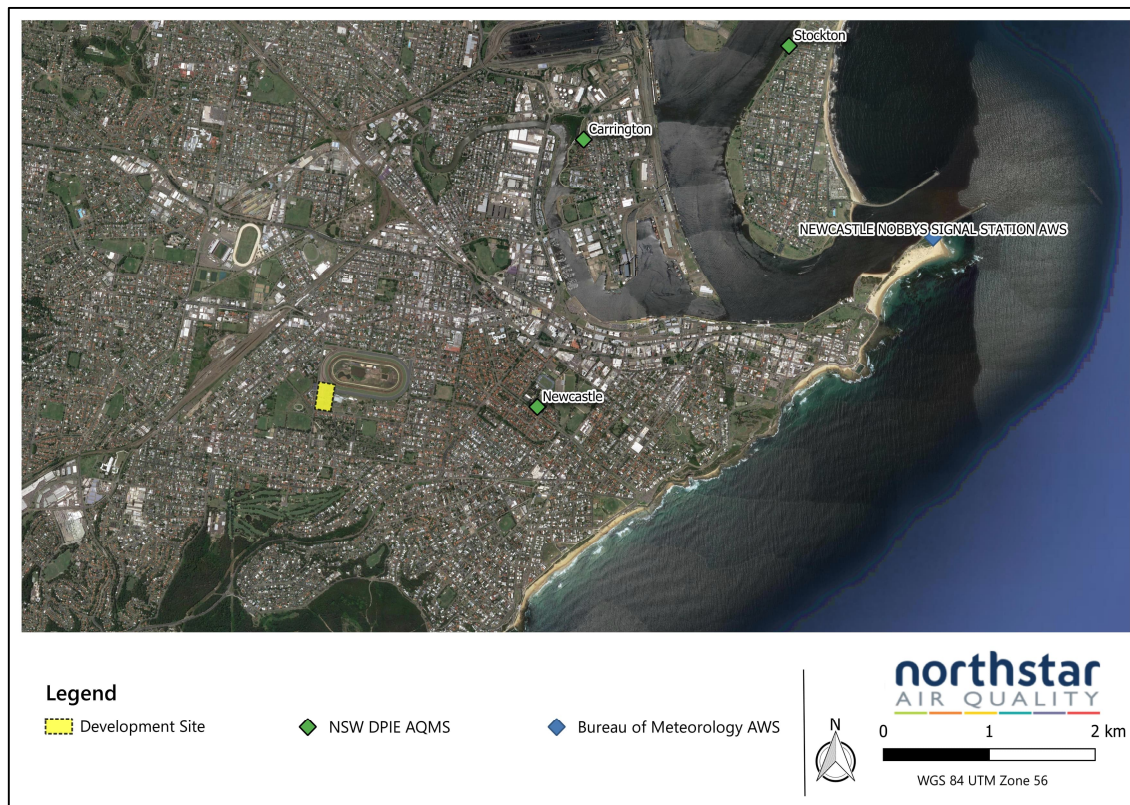 Stockton
Carrington
NEWCASTLE NOBBYS SIGNAL STATION AWS
Newcastle
Legend
Development Site
NSW DPIE AQMS
Bureau of Meteorology AWS
northstar
AIR QUALITY
N
0 1 2 km
WGS 84 UTM Zone 56